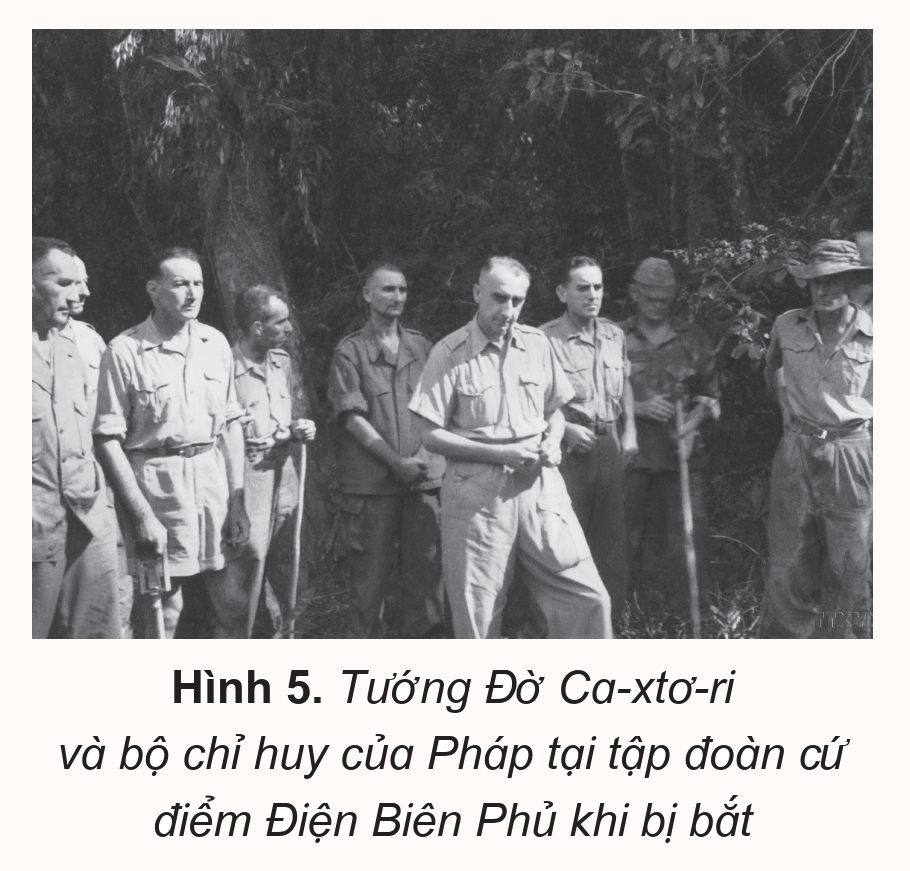 Hình 5. Tướng Đờ Ca-xtơ-ri
và bộ chỉ huy của Pháp tại tập đoàn cứ
điểm Điện Biên Phủ khi bị bắt